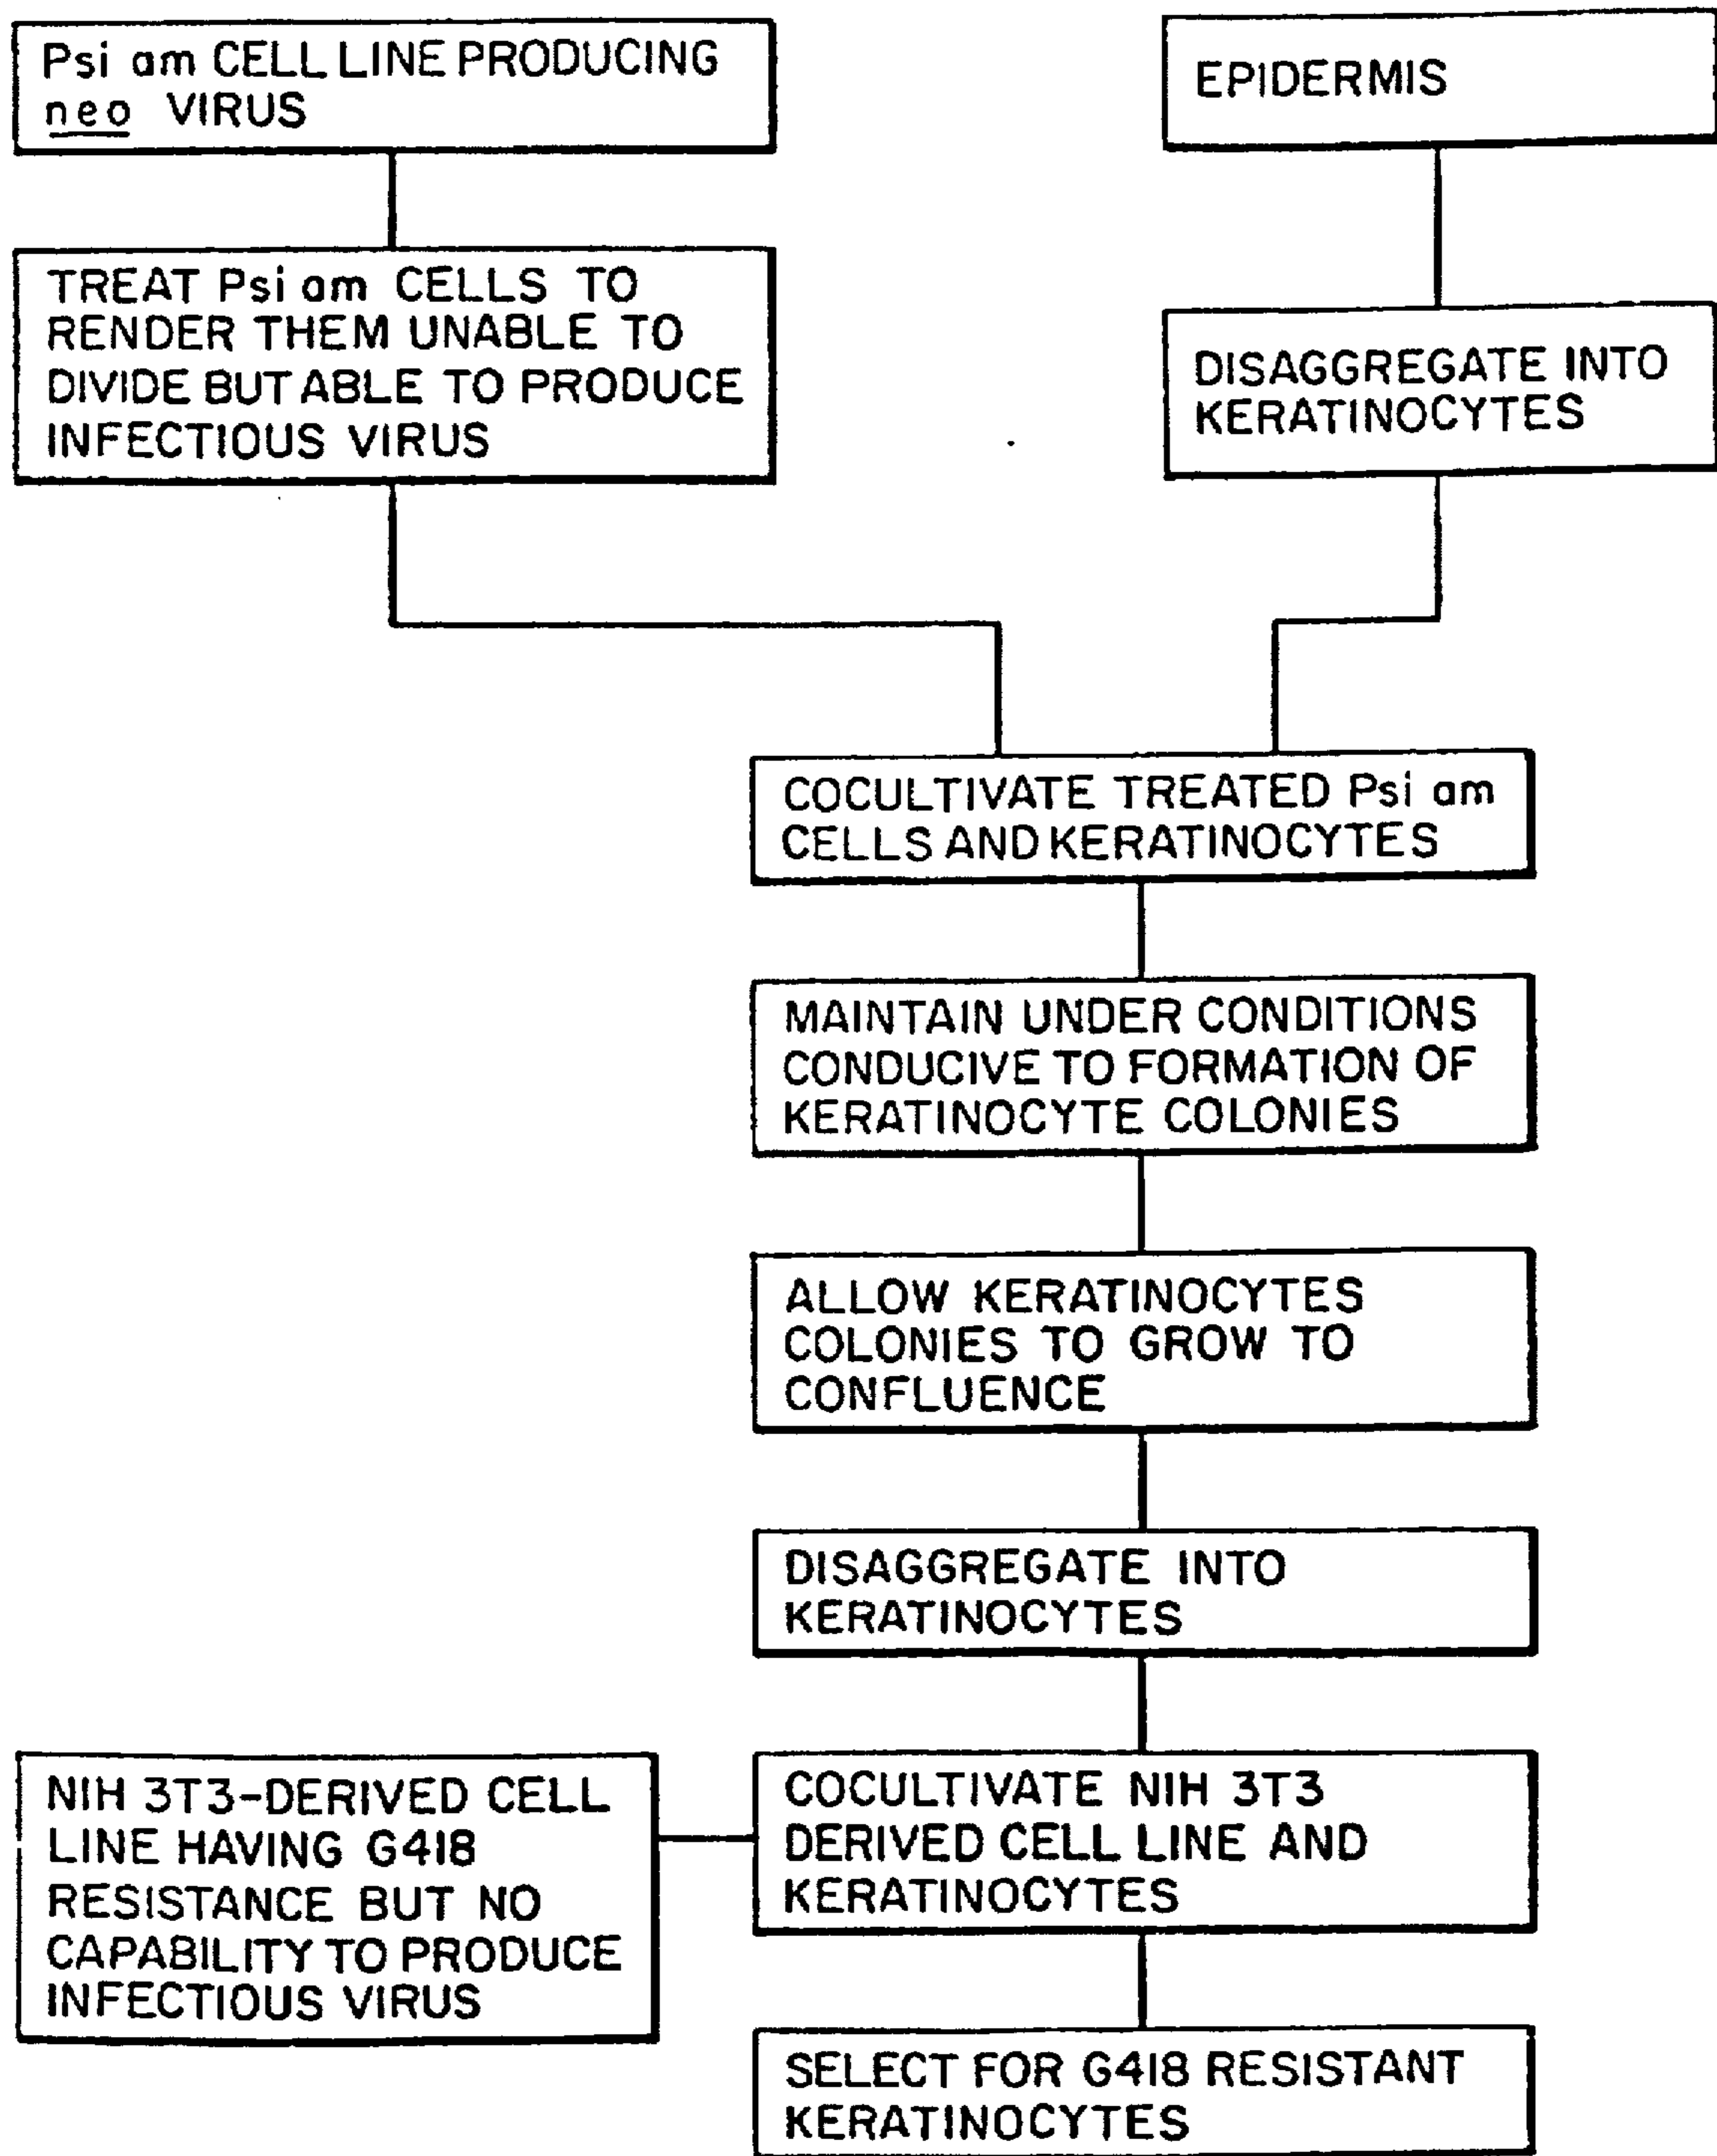 Psi am CELL LINE PRODUCING
neo VIRUS
EPIDERMIS
TREAT Psi am CELLS TO
RENDER THEM UNABLE TO
DIVIDE BUT ABLE TO PRODUCE
INFECTIOUS VIRUS
DISAGGREGATE INTO
KERATINOCYTES
COCULTIVATE TREATED Psi am
CELLS AND KERATINOCYTES
MAINTAIN UNDER CONDITIONS
CONDUCIVE TO FORMATION OF
KERATINOCYTE COLONIES
ALLOW KERATINOCYTES
COLONIES TO GROW TO
CONFLUENCE
DISAGGREGATE INTO
KERATINOCYTES
NIH 3T3-DERIVED CELL
LINE HAVING G418
RESISTANCE BUT NO
CAPABILITY TO PRODUCE
INFECTIOUS VIRUS
COCULTIVATE NIH 3T3
DERIVED CELL LINE AND
KERATINOCYTES
SELECT FOR G418 RESISTANT
KERATINOCYTES